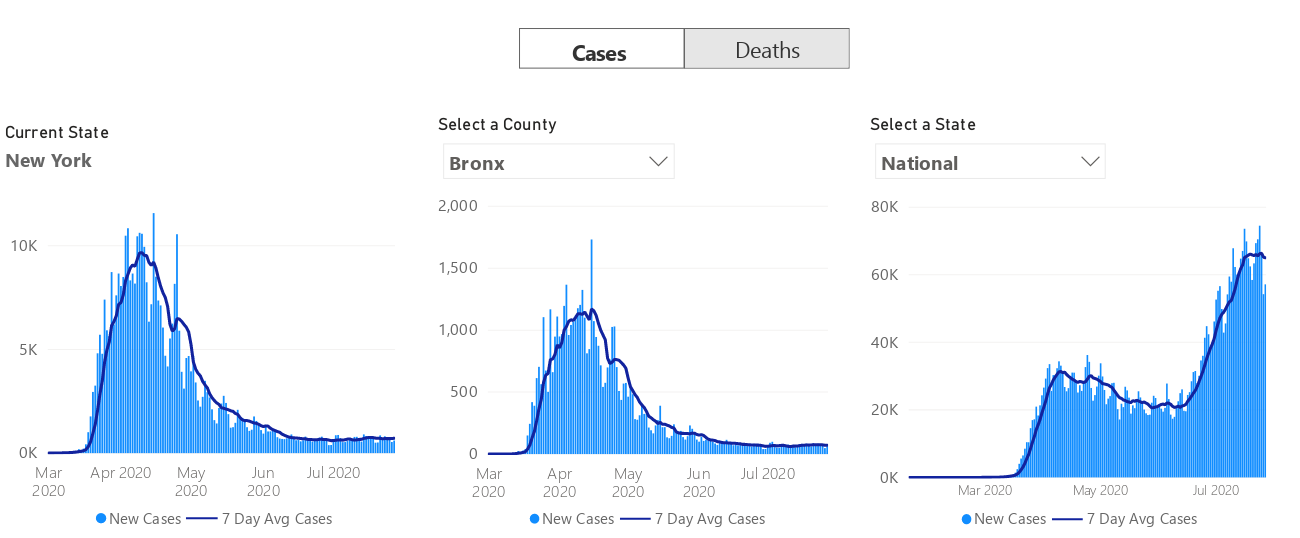 Cases Deaths
Current State
New York
10K
5K
0K
Mar 2020 Apr 2020 May 2020 Jun 2020 Jul 2020
New Cases 7 Day Avg Cases
Select a County
Bronx
2,000
1,500
1,000
500
0
Mar 2020 Apr 2020 May 2020 Jun 2020 Jul 2020
New Cases 7 Day Avg Cases
Select a State
National
80K
60K
40K
20K
0K
Mar 2020 May 2020 Jul 2020
New Cases 7 Day Avg Cases